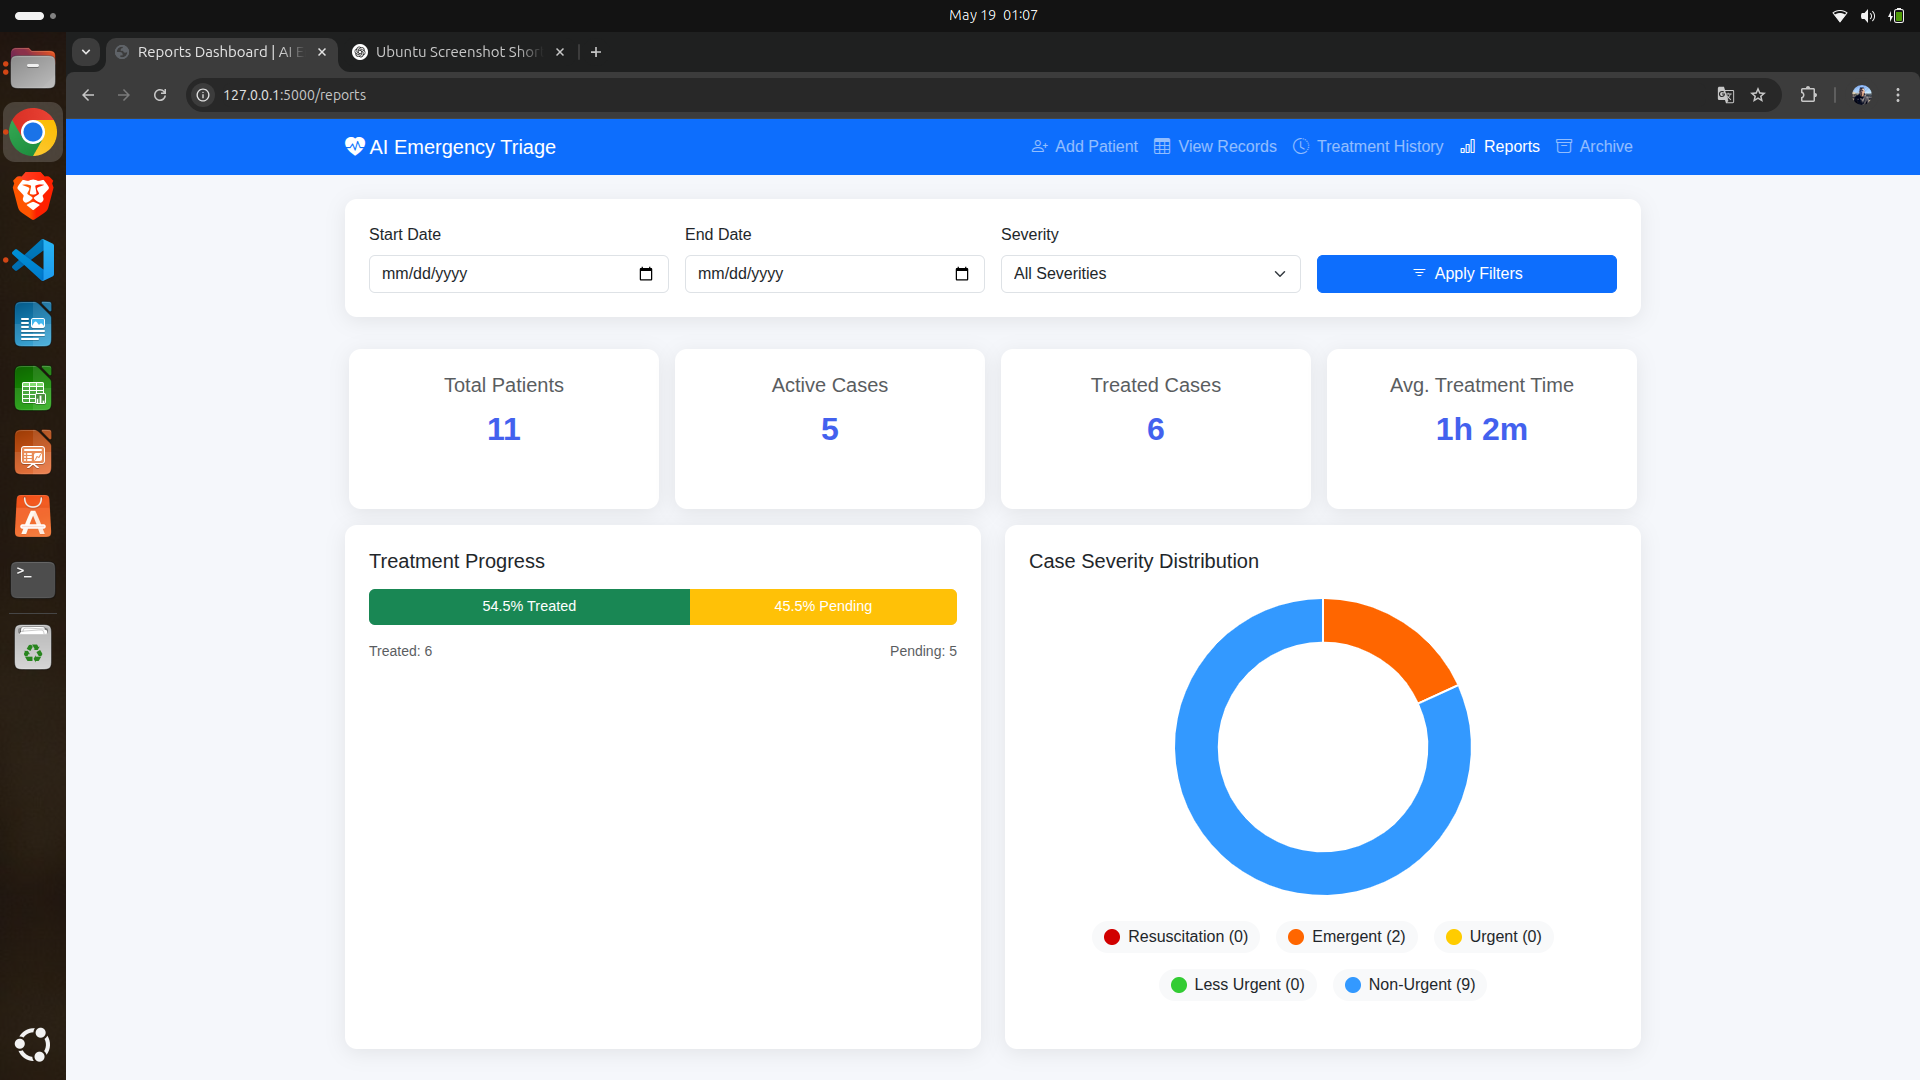 May 19 01:07
Reports Dashboard | AI E
Ubuntu Screenshot Shor
127.0.0.1:5000/reports
AI Emergency Triage
Add Patient
View Records
Treatment History
Reports
Archive
Start Date
End Date
Severity
mm/dd/yyyy
mm/dd/yyyy
All Severities
Apply Filters
Total Patients
11
Active Cases
5
Treated Cases
6
Avg. Treatment Time
1h 2m
Treatment Progress
54.5% Treated
45.5% Pending
Treated: 6
Pending: 5
Case Severity Distribution
Resuscitation (0)
Emergent (2)
Urgent (0)
Less Urgent (0)
Non-Urgent (9)